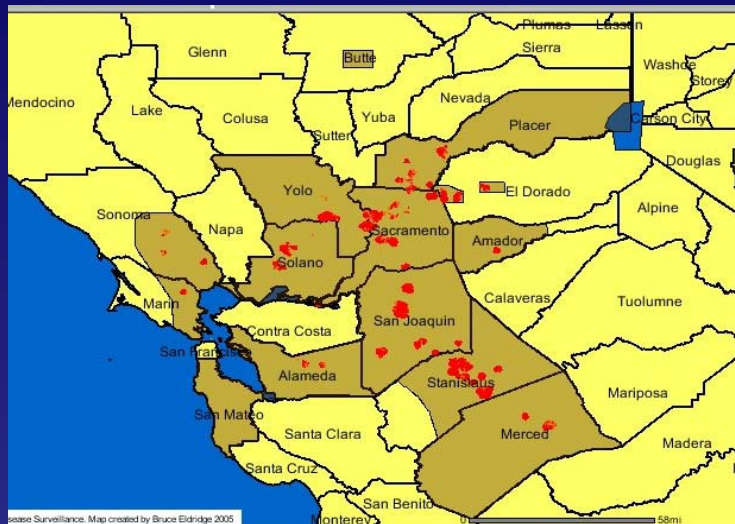 Plumas
Lassen
Glenn
Butte
Sierra
Washoe
Storey
Mendocino
Lake
Colusa
Yuba
Nevada
Sutter
Placer
Carson City
Douglas
Yolo
El Dorado
Sonoma
Napa
Sacramento
Alpine
Amador
Solano
Marin
Calaveras
Tuolumne
Contra Costa
San Joaquin
San Francisco
Alameda
Stanislaus
Mariposa
San Mateo
Santa Clara
Merced
Madera
Santa Cruz
San Benito
Monterey
sease Surveillance. Map created by Bruce Eldridge 2005
0
58mi